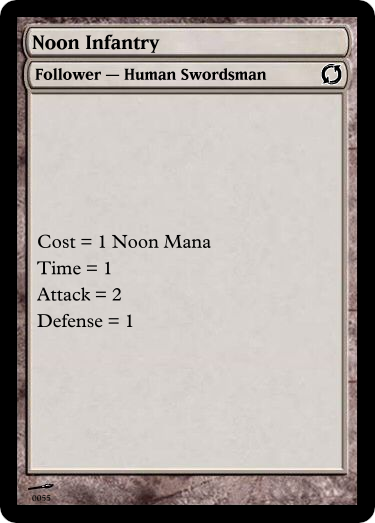 Noon Infantry
Follower — Human Swordsman
Cost = 1 Noon Mana
Time = 1
Attack = 2
Defense = 1
0055